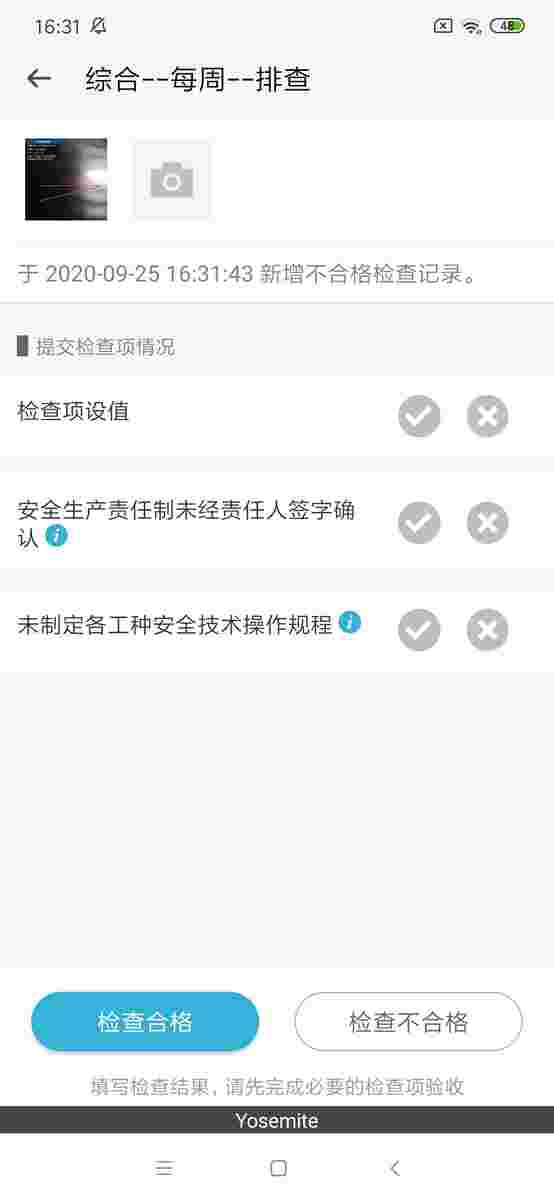 16:31
48
综合--每周--排查
于 2020-09-25 16:31:43 新增不合格检查记录。
提交检查项情况
检查项设值
安全生产责任制未经责任人签字确
认 i
未制定各工种安全技术操作规程 i
检查合格
检查不合格
填写检查结果，请先完成必要的检查项验收
Yosemite